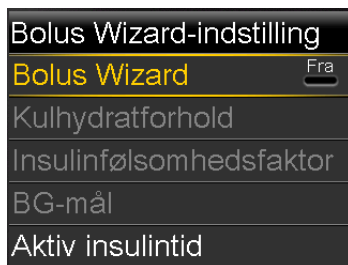 Bolus Wizard-indstilling
Bolus Wizard Fra
Kulhydratforhold
Insulinfølsomhedsfaktor
BG-mål
Aktiv insulintid